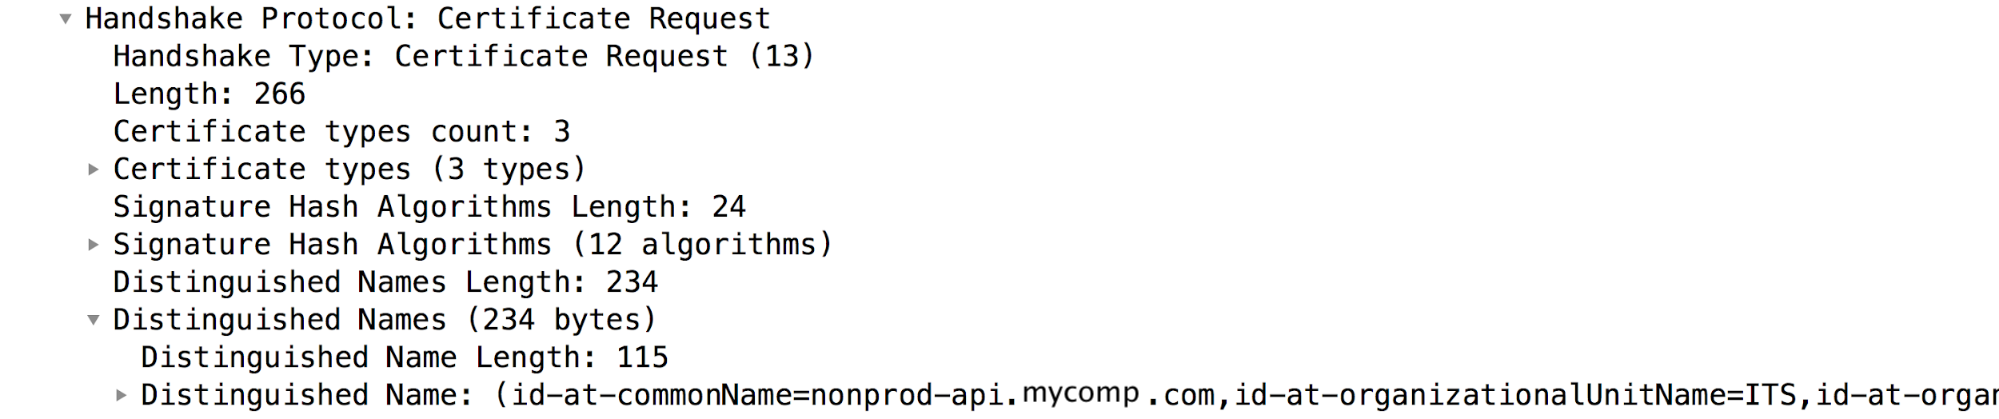 Handshake Protocol: Certificate Request
Handshake Type: Certificate Request (13)
Length: 266
Certificate types count: 3
Certificate types (3 types)
Signature Hash Algorithms Length: 24
Signature Hash Algorithms (12 algorithms)
Distinguished Names Length: 234
Distinguished Names (234 bytes)
Distinguished Name Length: 115
Distinguished Name: (id-at-commonName=nonprod-api.mycomp.com,id-at-organizationalUnitName=ITS,id-at-organ